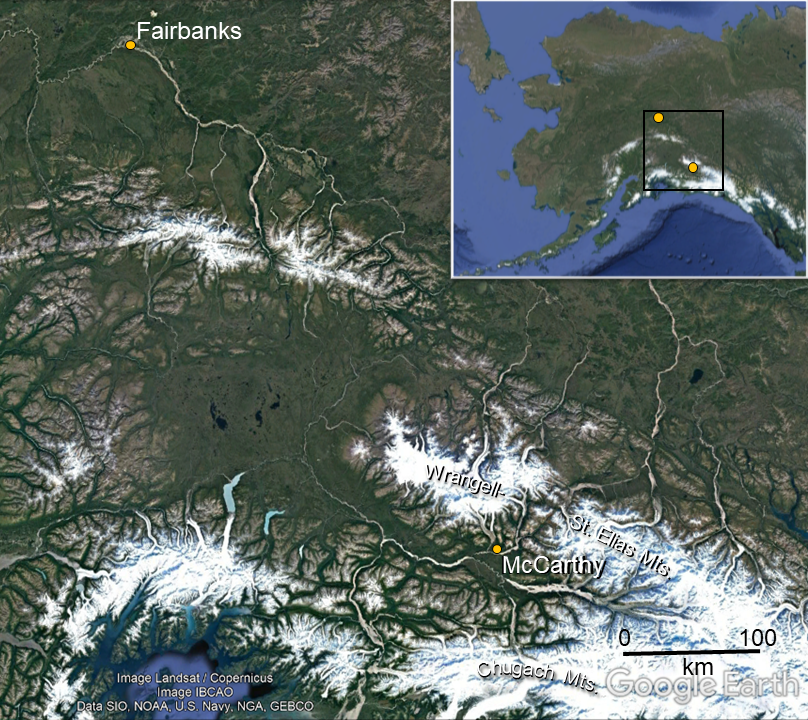 Fairbanks
Wrangell-
St. Elias Mts
McCarthy
0 100
km
Chugach Mts.
Google Earth
Image Landsat / Copernicus
Image IBCAO
Data SIO, NOAA, U.S. Navy, NGA, GEBCO